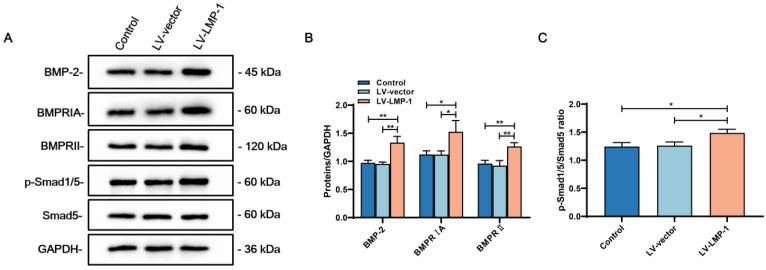 A
Control
LV-vector
LV-LMP-1
BMP-2-
- 45 kDa
BMPRIA-
- 60 kDa
BMPRII-
- 120 kDa
p-Smad1/5-
- 60 kDa
Smad5-
- 60 kDa
GAPDH-
- 36 kDa
B
Control
LV-vector
LV-LMP-1
Proteins/GAPDH
2.0
1.5
1.0
0.5
0.0
**
**
*
*
**
**
BMP-2
BMPR ⅠA
BMPR Ⅱ
C
p-Smad1/5/Smad5 ratio
2.0
1.5
1.0
0.5
0.0
*
*
Control
LV-vector
LV-LMP-1